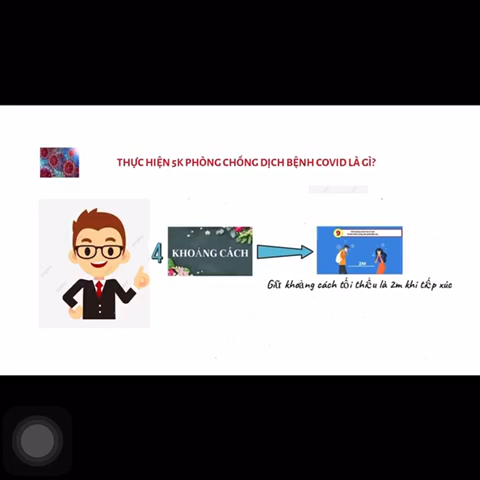 THỰC HIỆN 5K PHÒNG CHỐNG DỊCH BỆNH COVID LÀ GÌ?
4
KHOẢNG CÁCH
2M
Giữ khoảng cách tối thiểu là 2m khi tiếp xúc